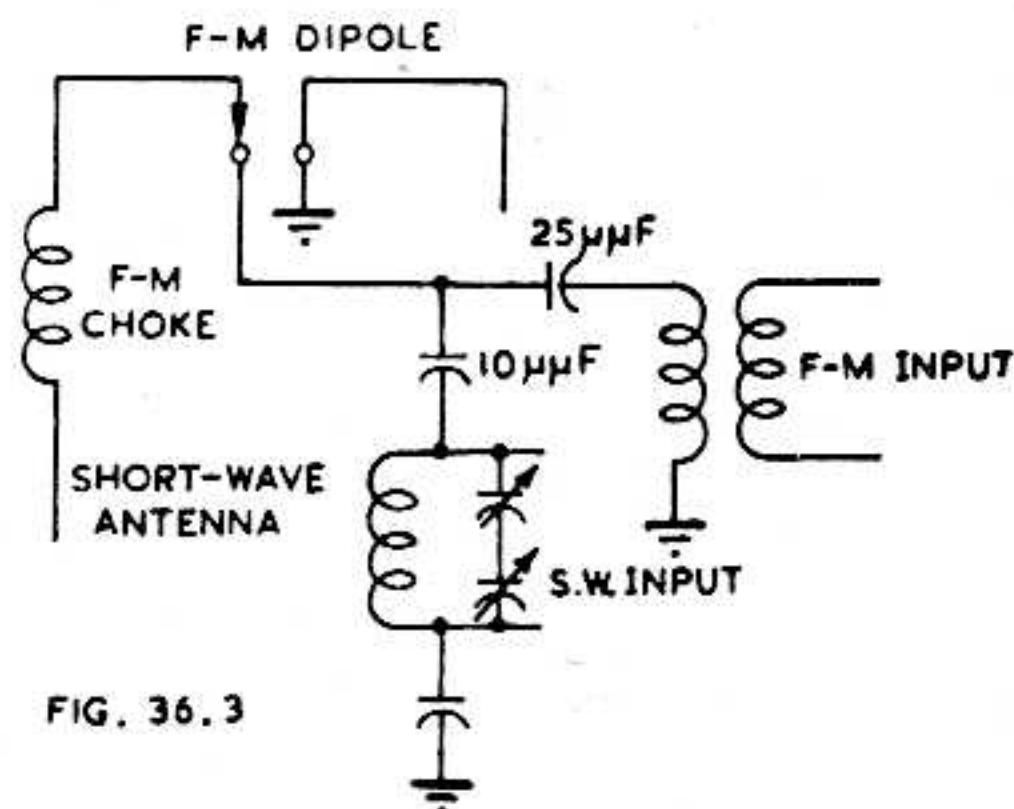 F-M DIPOLE
25µµF
F-M
CHOKE
10µµF
F-M INPUT
SHORT-WAVE
ANTENNA
S.W. INPUT
FIG. 36.3